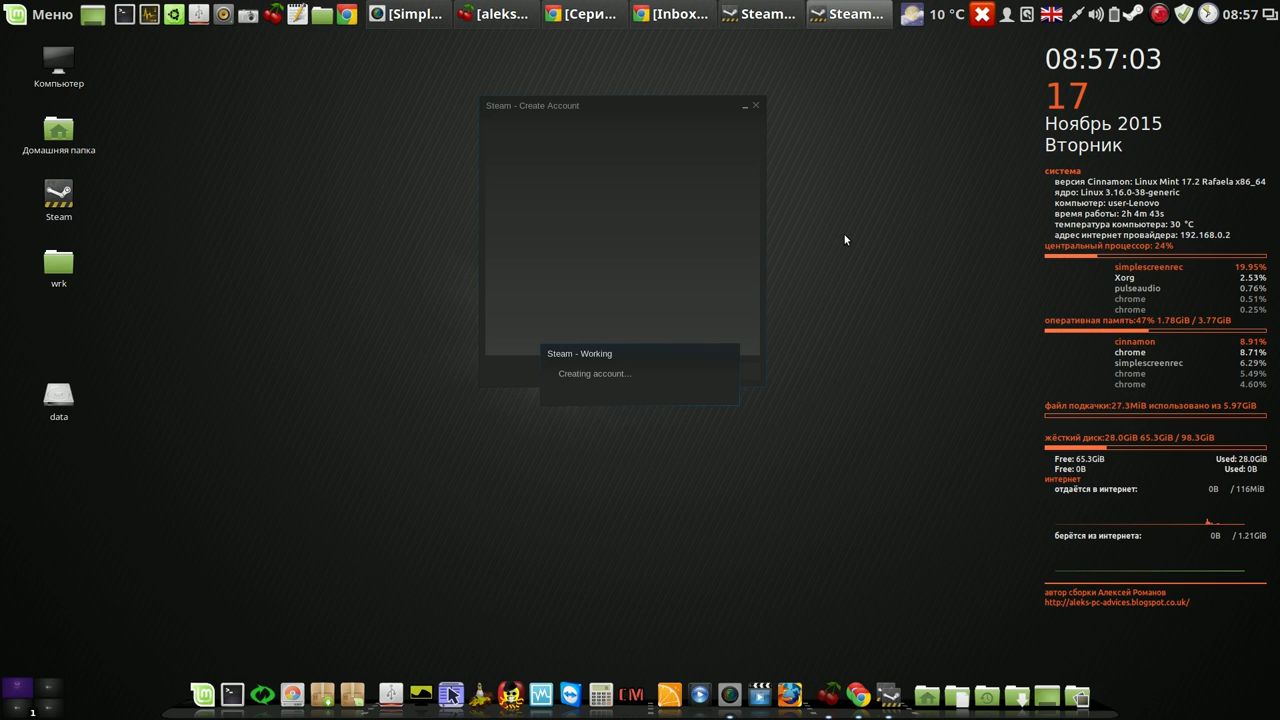 Меню
[Simpl...
[aleks...
[Сери...
[Inbox...
Steam...
Steam...
10 °C
08:57
Компьютер
Домашняя папка
Steam
wrk
data
Steam - Create Account
Steam - Working
Creating account...
08:57:03
17
Ноябрь 2015
Вторник
система
версия Cinnamon: Linux Mint 17.2 Rafaela x86_64
ядро: Linux 3.16.0-38-generic
компьютер: user-Lenovo
время работы: 2h 4m 43s
температура компьютера: 30 °C
адрес интернет провайдера: 192.168.0.2
центральный процессор: 24%
simplescreenrec 19.95%
Xorg 2.53%
pulseaudio 0.76%
chrome 0.51%
chrome 0.25%
оперативная память:47% 1.78GiB / 3.77GiB
cinnamon 8.91%
chrome 8.71%
simplescreenrec 6.29%
chrome 5.49%
chrome 4.60%
файл подкачки:27.3MiB использовано из 5.97GiB
жёсткий диск:28.0GiB 65.3GiB / 98.3GiB
Free: 65.3GiB Used: 28.0GiB
Free: 0B Used: 0B
интернет
отдаётся в интернет: 0B / 116MiB
берётся из интернета: 0B / 1.21GiB
автор сборки Алексей Романов
http://aleks-pc-advices.blogspot.co.uk/
1